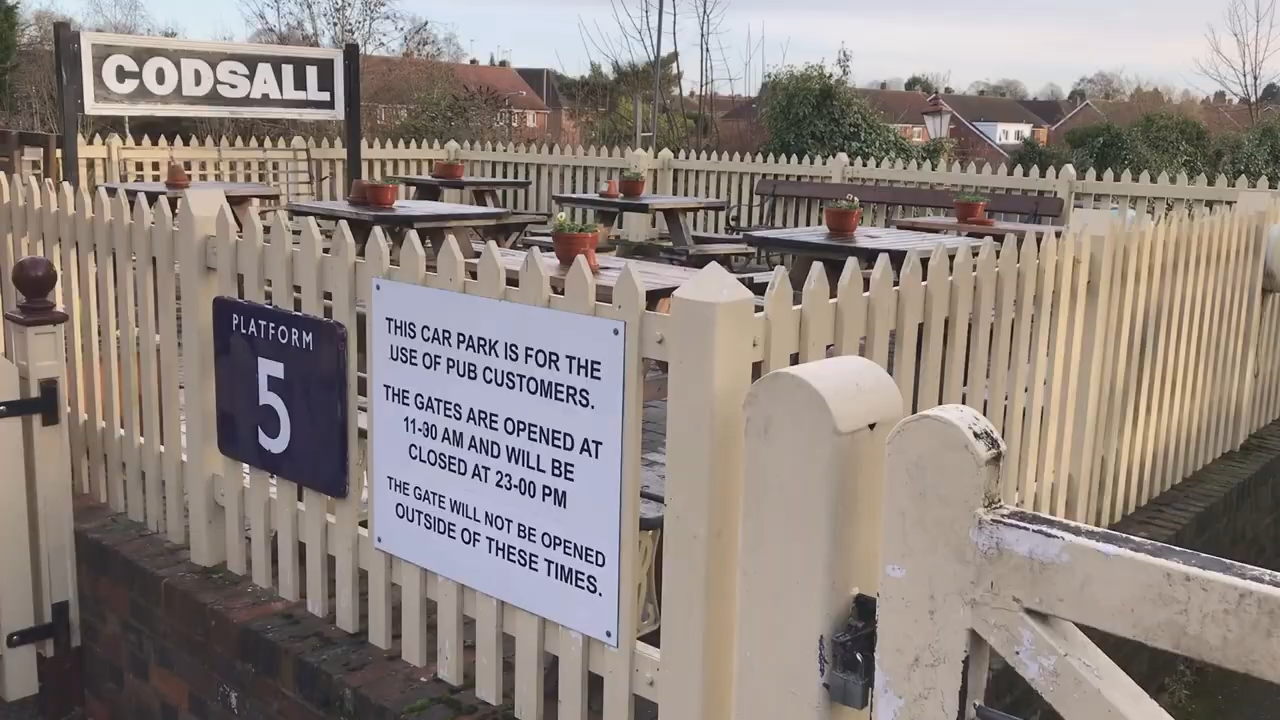 CODSALL
PLATFORM
5
THIS CAR PARK IS FOR THE
USE OF PUB CUSTOMERS.
THE GATES ARE OPENED AT
11-30 AM AND WILL BE
CLOSED AT 23-00 PM
THE GATE WILL NOT BE OPENED
OUTSIDE OF THESE TIMES.